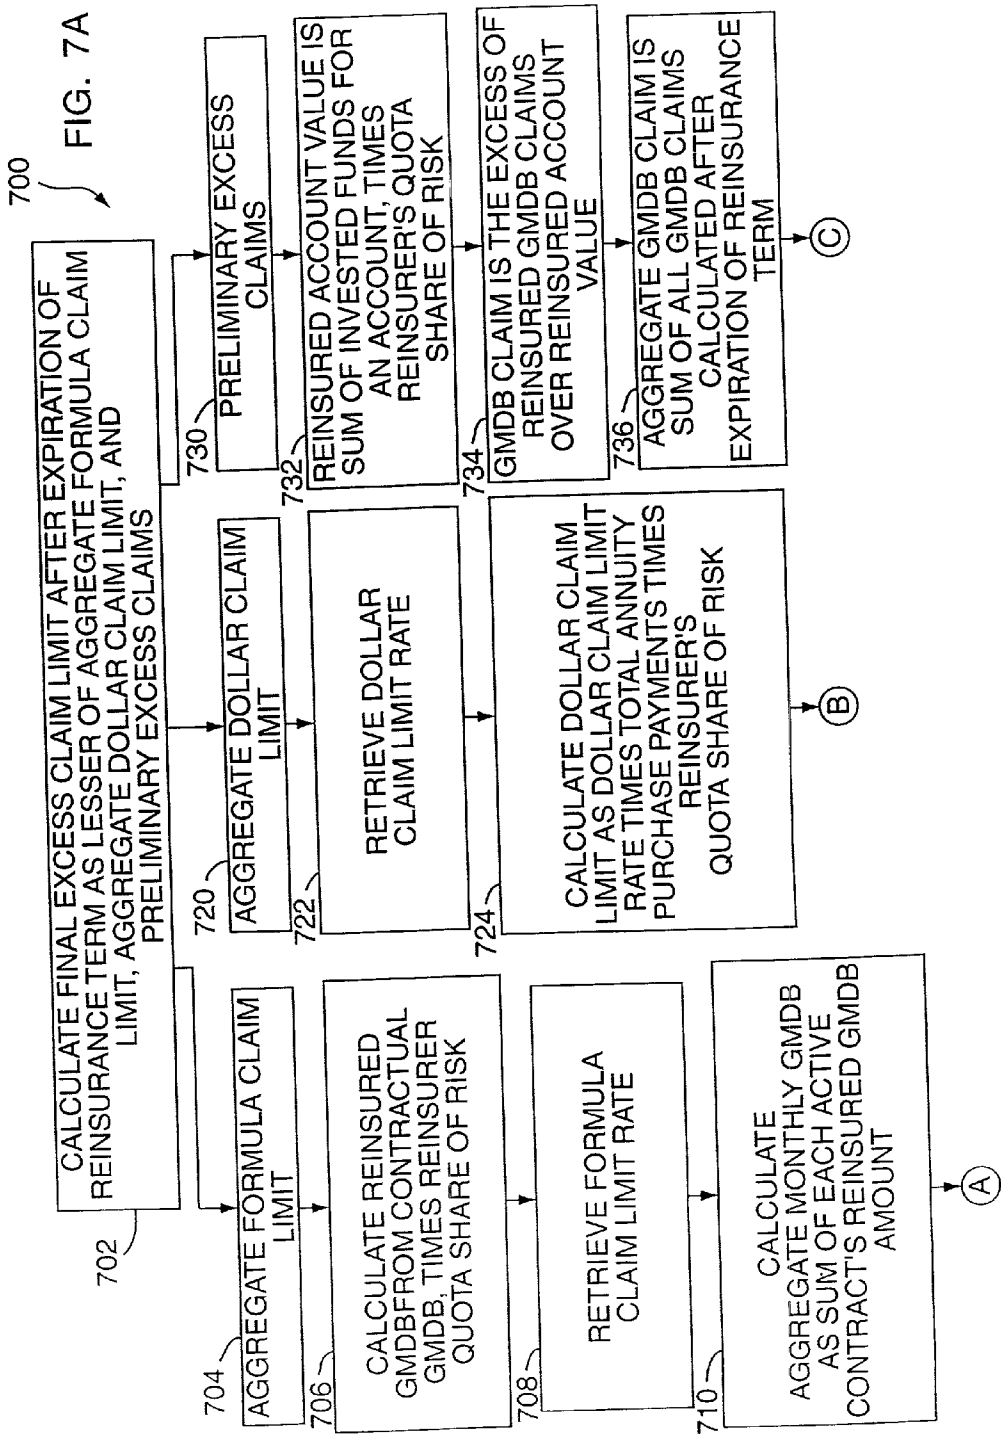 700
FIG. 7A
CALCULATE FINAL EXCESS CLAIM LIMIT AFTER EXPIRATION OF
REINSURANCE TERM AS LESSER OF AGGREGATE FORMULA CLAIM
LIMIT, AGGREGATE DOLLAR CLAIM LIMIT, AND
PRELIMINARY EXCESS CLAIMS
702
704
AGGREGATE FORMULA CLAIM
LIMIT
706
CALCULATE REINSURED
GMDBFROM CONTRACTUAL
GMDB, TIMES REINSURER
QUOTA SHARE OF RISK
708
RETRIEVE FORMULA
CLAIM LIMIT RATE
710
CALCULATE
AGGREGATE MONTHLY GMDB
AS SUM OF EACH ACTIVE
CONTRACT'S REINSURED GMDB
AMOUNT
A
720
AGGREGATE DOLLAR CLAIM
LIMIT
722
RETRIEVE DOLLAR
CLAIM LIMIT RATE
724
CALCULATE DOLLAR CLAIM
LIMIT AS DOLLAR CLAIM LIMIT
RATE TIMES TOTAL ANNUITY
PURCHASE PAYMENTS TIMES
REINSURER'S
QUOTA SHARE OF RISK
B
730
PRELIMINARY EXCESS
CLAIMS
732
REINSURED ACCOUNT VALUE IS
SUM OF INVESTED FUNDS FOR
AN ACCOUNT, TIMES
REINSURER'S QUOTA
SHARE OF RISK
734
GMDB CLAIM IS THE EXCESS OF
REINSURED GMDB CLAIMS
OVER REINSURED ACCOUNT
VALUE
736
AGGREGATE GMDB CLAIM IS
SUM OF ALL GMDB CLAIMS
CALCULATED AFTER
EXPIRATION OF REINSURANCE
TERM
C